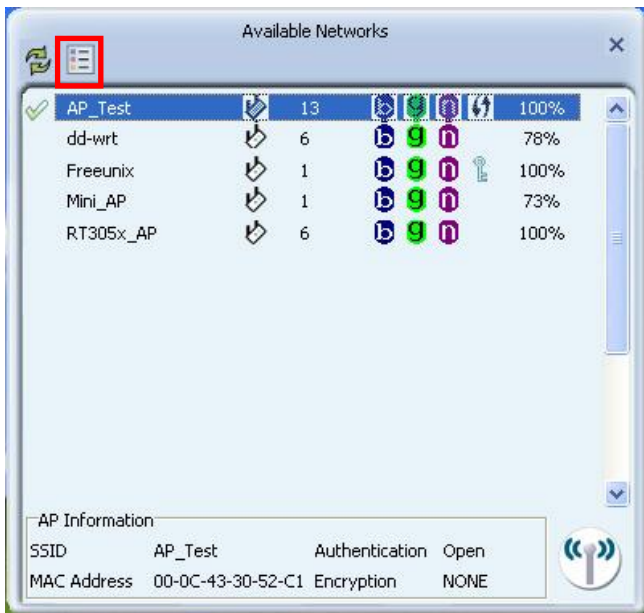 Available Networks
AP_Test 13 b g n 100%
dd-wrt 6 b g n 78%
Freeunix 1 b g n 100%
Mini_AP 1 b g n 73%
RT305x_AP 6 b g n 100%
AP Information
SSID AP_Test Authentication Open
MAC Address 00-0C-43-30-52-C1 Encryption NONE